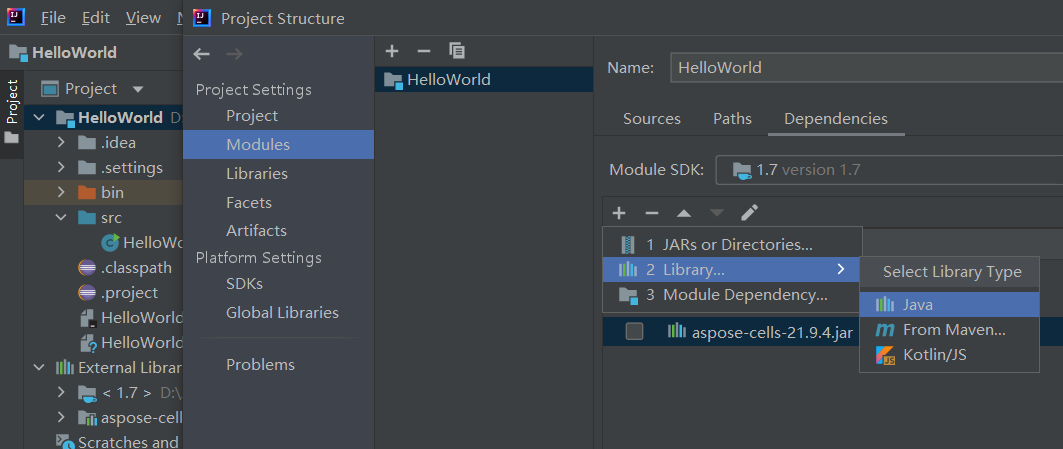 File Edit View N
Project Structure
HelloWorld
Project
Project
HelloWorld D:
.idea
.settings
bin
src
HelloWo
.classpath
.project
HelloWorld
HelloWorld
External Librar
< 1.7 > D:\
aspose-cell
Scratches and
Project Settings
Project
Modules
Libraries
Facets
Artifacts
Platform Settings
SDKs
Global Libraries
Problems
HelloWorld
Name: HelloWorld
Sources Paths Dependencies
Module SDK: 1.7 version 1.7
1 JARs or Directories...
2 Library...
3 Module Dependency...
Select Library Type
Java
From Maven...
Kotlin/JS
aspose-cells-21.9.4.jar